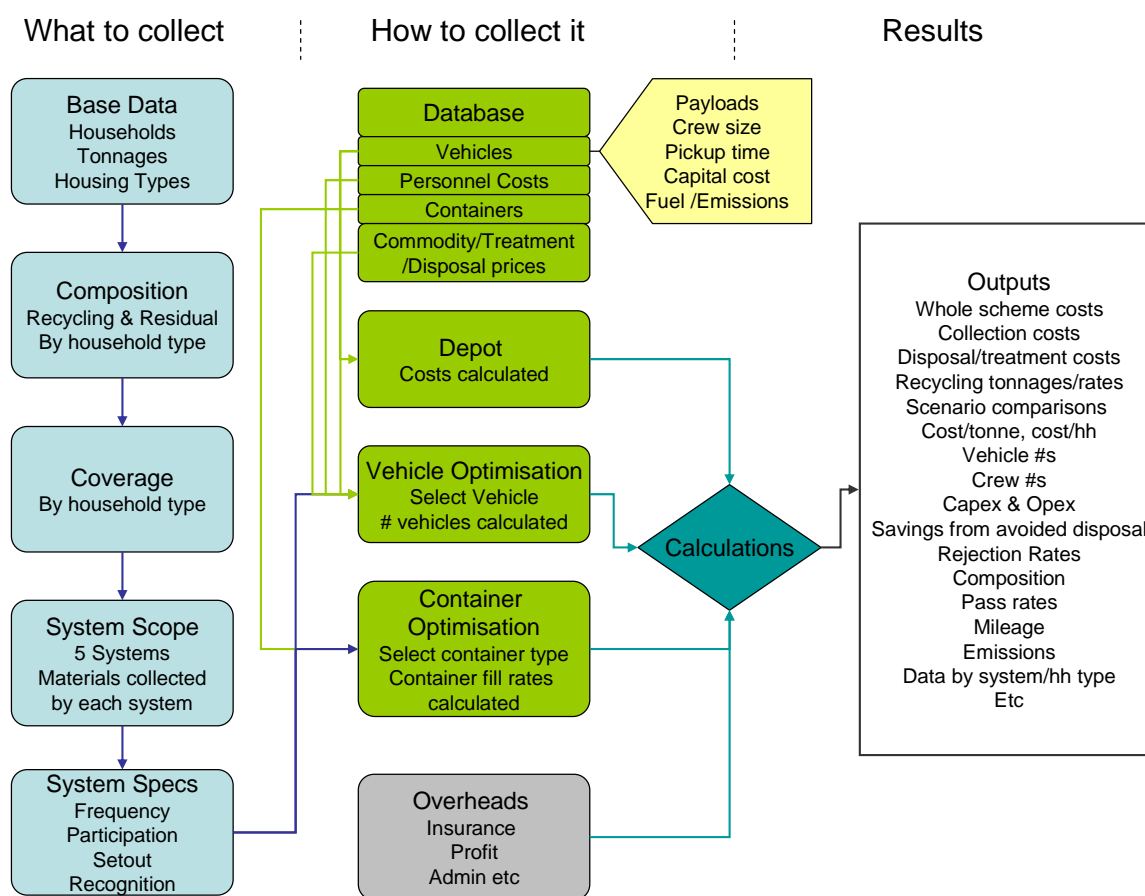 What to collect
How to collect it
Results
Base Data
Households
Tonnages
Housing Types
Composition
Recycling & Residual
By household type
Coverage
By household type
System Scope
5 Systems
Materials collected
by each system
System Specs
Frequency
Participation
Setout
Recognition
Database
Vehicles
Personnel Costs
Containers
Commodity/Treatment
/Disposal prices
Payloads
Crew size
Pickup time
Capital cost
Fuel /Emissions
Depot
Costs calculated
Vehicle Optimisation
Select Vehicle
# vehicles calculated
Container
Optimisation
Select container type
Container fill rates
calculated
Overheads
Insurance
Profit
Admin etc
Calculations
Outputs
Whole scheme costs
Collection costs
Disposal/treatment costs
Recycling tonnages/rates
Scenario comparisons
Cost/tonne, cost/hh
Vehicle #s
Crew #s
Capex & Opex
Savings from avoided disposal
Rejection Rates
Composition
Pass rates
Mileage
Emissions
Data by system/hh type
Etc